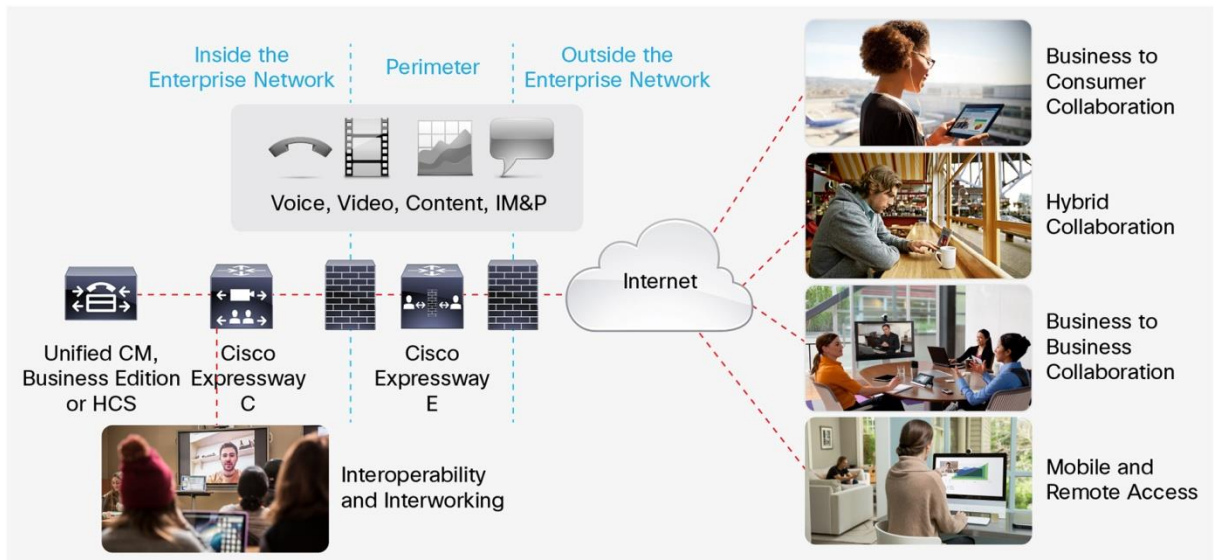 Inside the
Enterprise Network
Perimeter
Outside the
Enterprise Network
Voice, Video, Content, IM&P
Internet
Unified CM,
Business Edition
or HCS
Cisco
Expressway
C
Cisco
Expressway
E
Interoperability
and Interworking
Business to
Consumer
Collaboration
Hybrid
Collaboration
Business to
Business
Collaboration
Mobile and
Remote Access